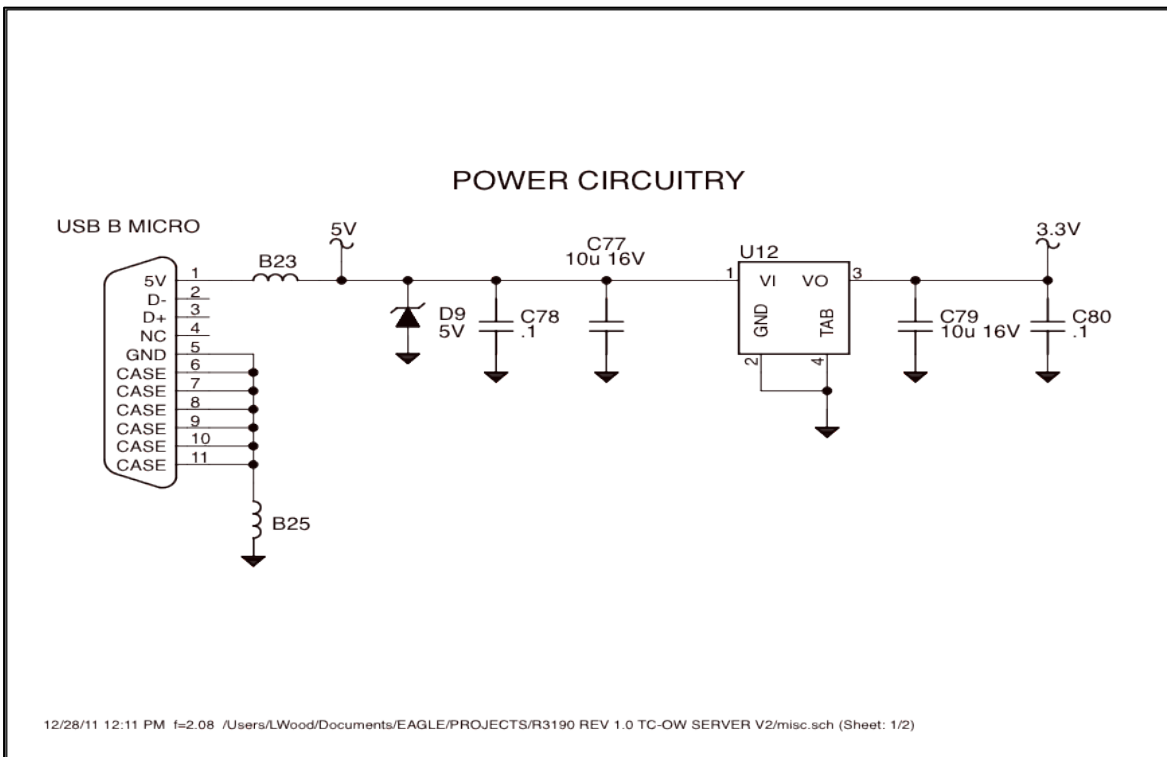 POWER CIRCUITRY
USB B MICRO
5V
B23
C77
10u 16V
U12
3.3V
5V 1
D- 2
D+ 3
NC 4
GND 5
CASE 6
CASE 7
CASE 8
CASE 9
CASE 10
CASE 11
B25
D9
5V
C78
.1
1
VI
VO
3
GND
TAB
2
4
C79
10u 16V
C80
.1
12/28/11 12:11 PM f=2.08 /Users/LWood/Documents/EAGLE/PROJECTS/R3190 REV 1.0 TC-OW SERVER V2/misc.sch (Sheet: 1/2)